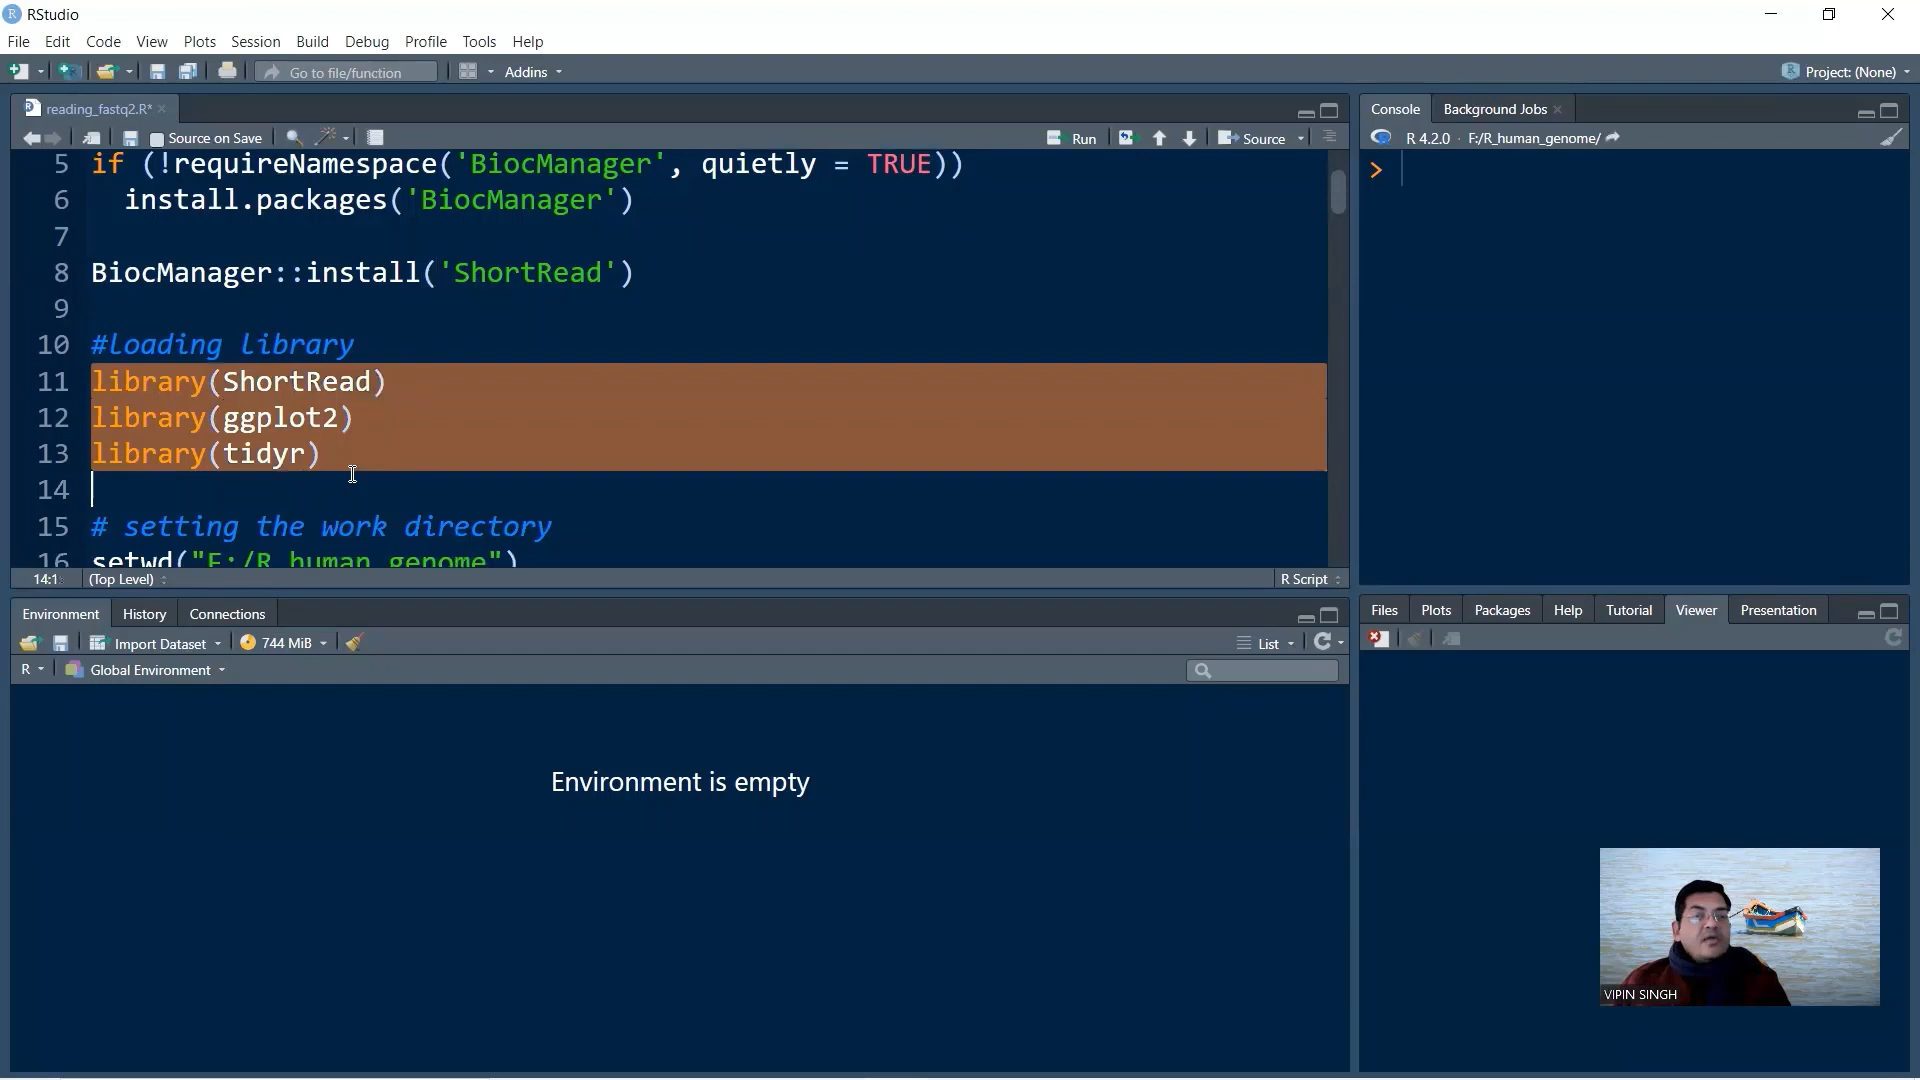 RStudio
File Edit Code View Plots Session Build Debug Profile Tools Help
Go to file/function Addins Project: (None)
reading_fastq2.R*
Source on Save Run Source
5 if (!requireNamespace('BiocManager', quietly = TRUE))
6 install.packages('BiocManager')
7
8 BiocManager::install('ShortRead')
9
10 #Loading library
11 library(ShortRead)
12 library(ggplot2)
13 library(tidyr)
14
15 # setting the work directory
16 setwd("F:/R_human_genome")
14:1 (Top Level) R Script
Environment History Connections
Import Dataset 744 MiB List
R Global Environment
Environment is empty
Console Background Jobs
R 4.2.0 · F:/R_human_genome/
>
Files Plots Packages Help Tutorial Viewer Presentation
VIPIN SINGH